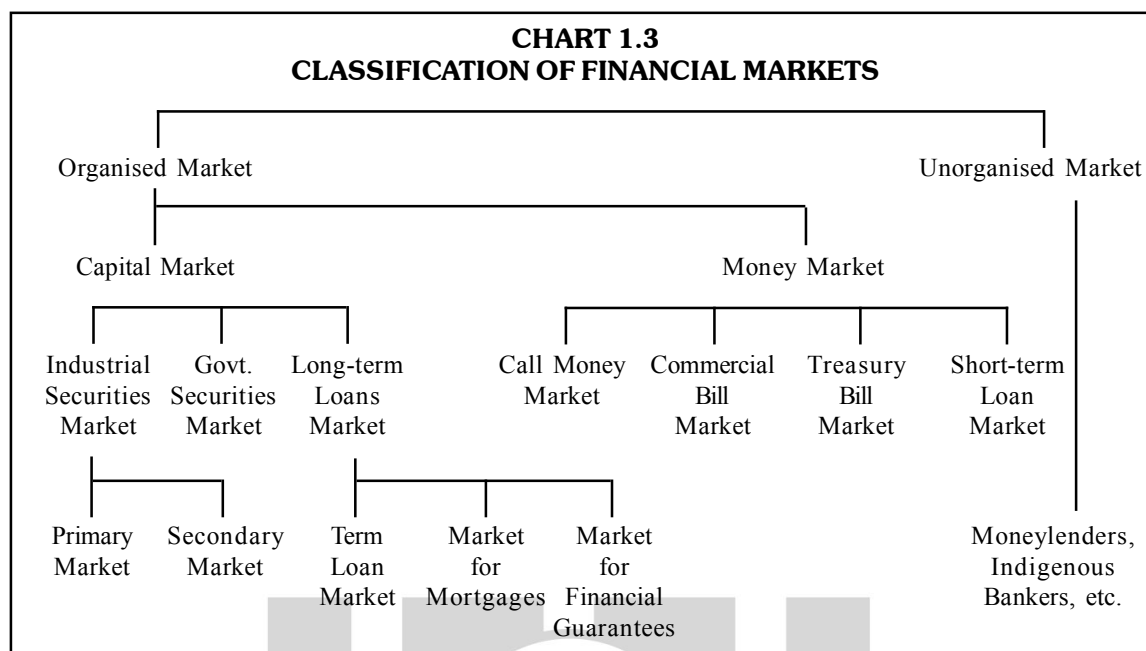 CHART 1.3
CLASSIFICATION OF FINANCIAL MARKETS
Organised Market
Unorganised Market
Capital Market
Money Market
Industrial
Securities
Market
Govt.
Securities
Market
Long-term
Loans
Market
Call Money
Market
Commercial
Bill
Market
Treasury
Bill
Market
Short-term
Loan
Market
Primary
Market
Secondary
Market
Term
Loan
Market
Market
for
Mortgages
Market
for
Financial
Guarantees
Moneylenders,
Indigenous
Bankers, etc.